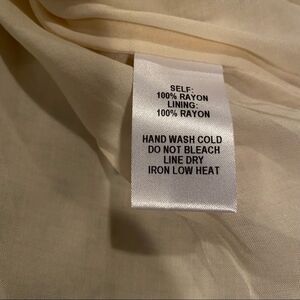 SELF:
100% RAYON
LINING:
100% RAYON
HAND WASH COLD
DO NOT BLEACH
LINE DRY
IRON LOW HEAT